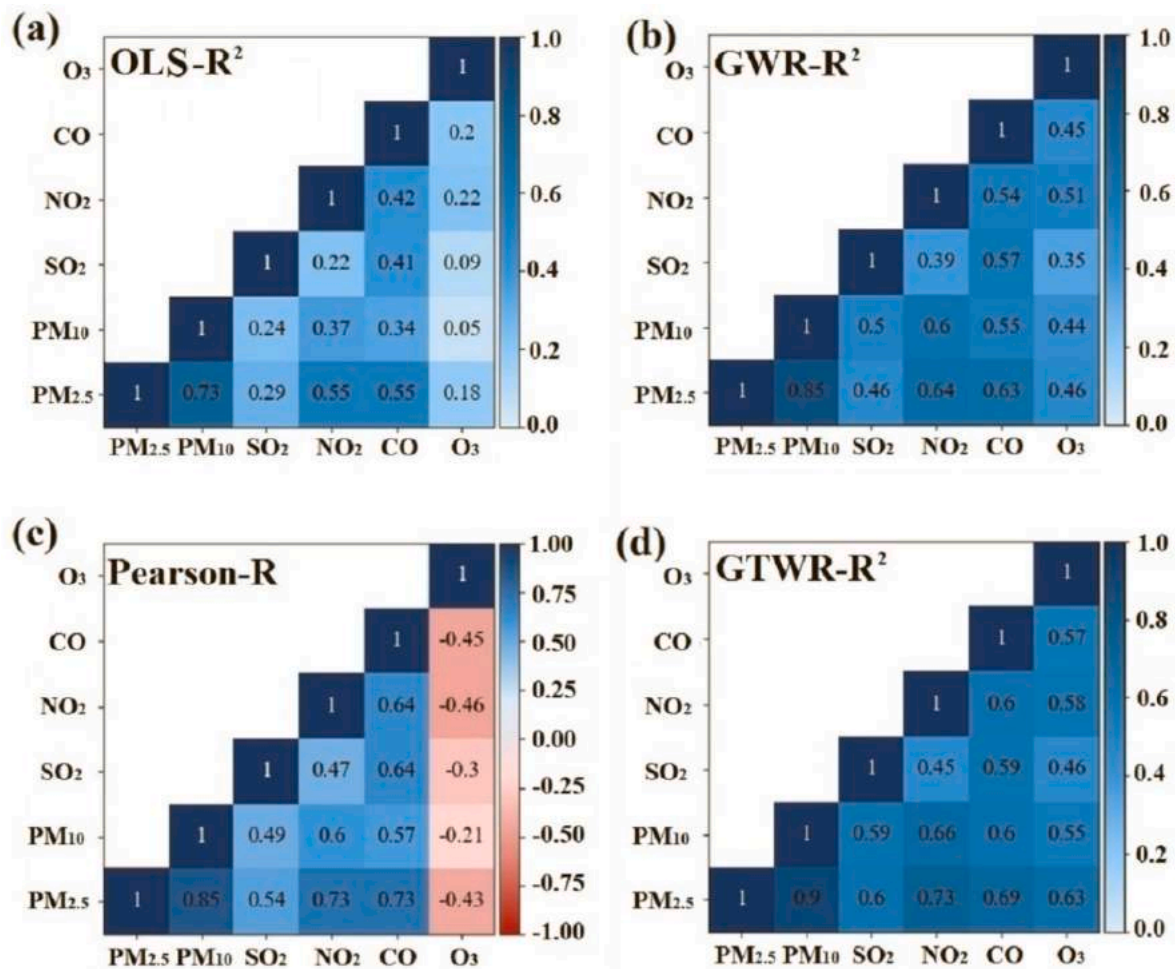 (a)
OLS-R²
O₃ 1 1.0
CO 1 0.2 0.8
NO₂ 1 0.42 0.22 0.6
SO₂ 1 0.22 0.41 0.09 0.4
PM₁₀ 1 0.24 0.37 0.34 0.05 0.2
PM₂.₅ 1 0.73 0.29 0.55 0.55 0.18 0.0
PM₂.₅ PM₁₀ SO₂ NO₂ CO O₃
(b)
GWR-R²
O₃ 1 1.0
CO 1 0.45 0.8
NO₂ 1 0.54 0.51 0.6
SO₂ 1 0.39 0.57 0.35 0.4
PM₁₀ 1 0.5 0.6 0.55 0.44 0.2
PM₂.₅ 1 0.85 0.46 0.64 0.63 0.46 0.0
PM₂.₅ PM₁₀ SO₂ NO₂ CO O₃
(c)
Pearson-R
O₃ 1
CO 1 -0.45
NO₂ 1 0.64 -0.46
SO₂ 1 0.47 0.64 -0.3
PM₁₀ 1 0.49 0.6 0.57 -0.21
PM₂.₅ 1 0.85 0.54 0.73 0.73 -0.43
PM₂.₅ PM₁₀ SO₂ NO₂ CO O₃
1.00
0.75
0.50
0.25
0.00
-0.25
-0.50
-0.75
-1.00
(d)
GTWR-R²
O₃ 1 1.0
CO 1 0.57 0.8
NO₂ 1 0.6 0.58 0.6
SO₂ 1 0.45 0.59 0.46 0.4
PM₁₀ 1 0.59 0.66 0.6 0.55 0.2
PM₂.₅ 1 0.9 0.6 0.73 0.69 0.63 0.0
PM₂.₅ PM₁₀ SO₂ NO₂ CO O₃